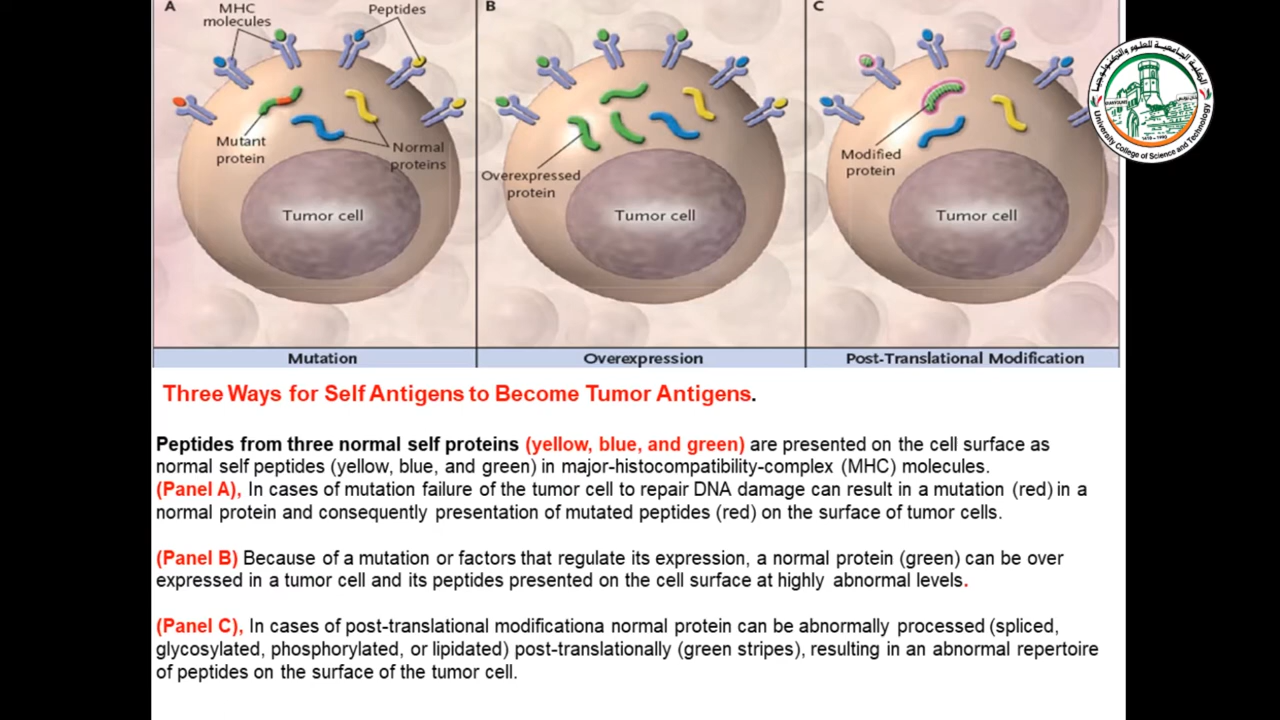 A
MHC
molecules
Peptides
Mutant
protein
Normal
proteins
Tumor cell
Mutation
B
Overexpressed
protein
Tumor cell
Overexpression
C
Modified
protein
Tumor cell
Post-Translational Modification
University College of Science and Technology
Three Ways for Self Antigens to Become Tumor Antigens.
Peptides from three normal self proteins (yellow, blue, and green) are presented on the cell surface as
normal self peptides (yellow, blue, and green) in major-histocompatibility-complex (MHC) molecules.
(Panel A), In cases of mutation failure of the tumor cell to repair DNA damage can result in a mutation (red) in a
normal protein and consequently presentation of mutated peptides (red) on the surface of tumor cells.
(Panel B) Because of a mutation or factors that regulate its expression, a normal protein (green) can be over
expressed in a tumor cell and its peptides presented on the cell surface at highly abnormal levels.
(Panel C), In cases of post-translational modificationa normal protein can be abnormally processed (spliced,
glycosylated, phosphorylated, or lipidated) post-translationally (green stripes), resulting in an abnormal repertoire
of peptides on the surface of the tumor cell.